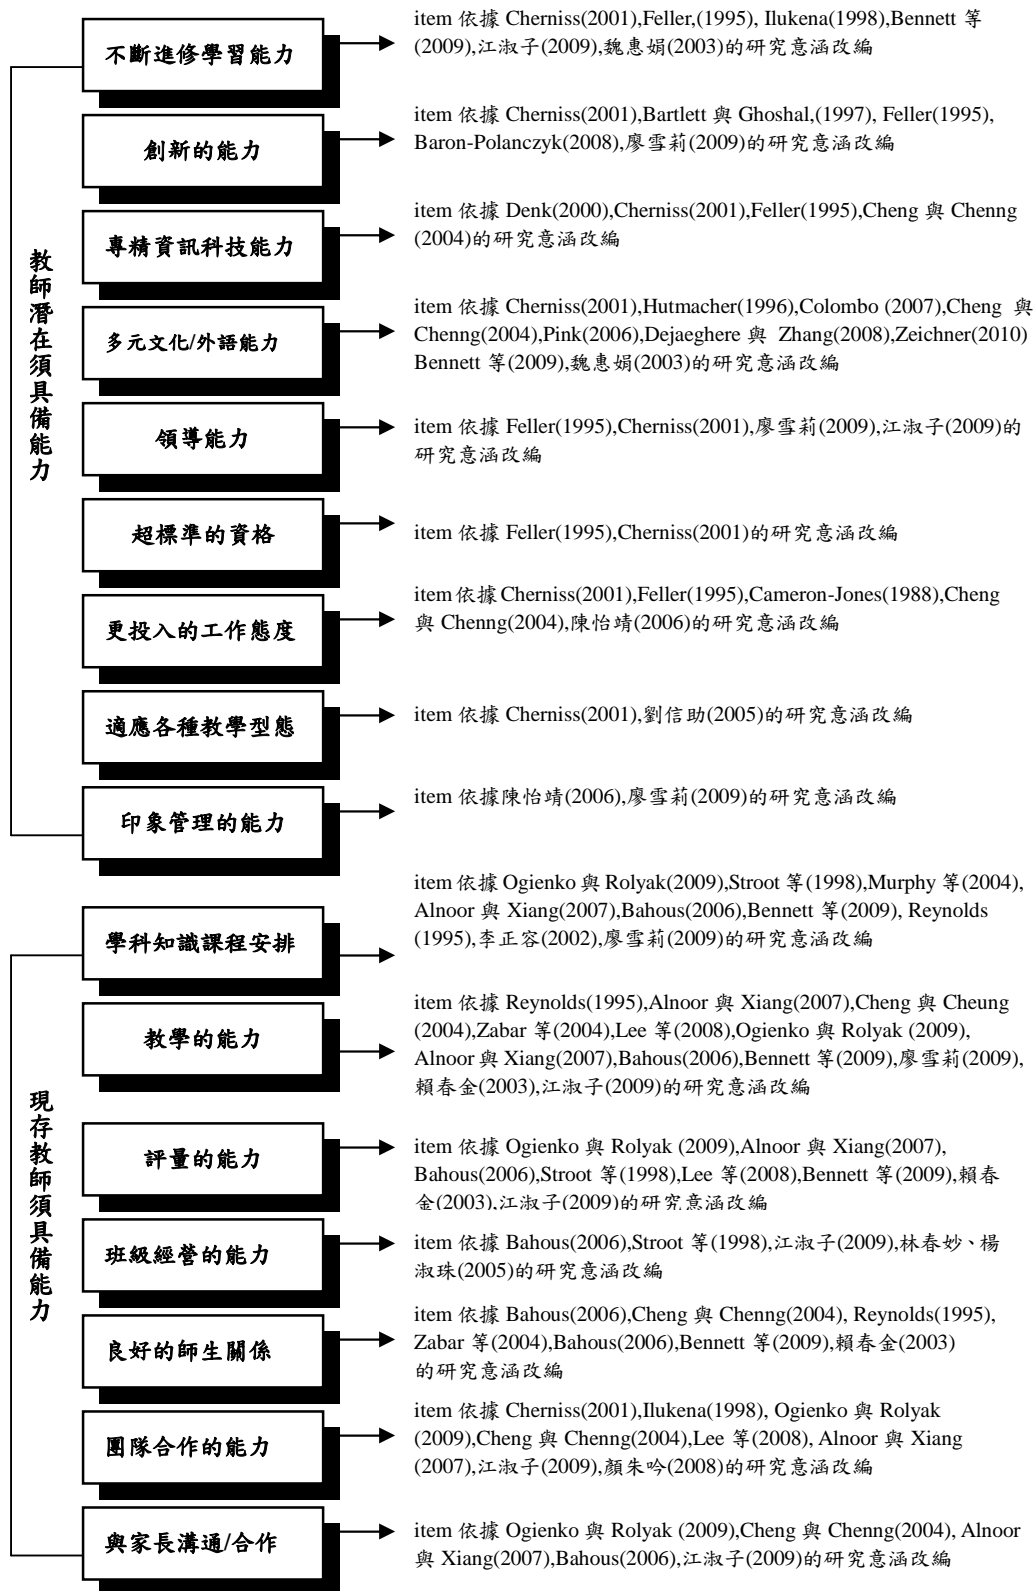 教師潛在須具備能力
不斷進修學習能力
item 依據 Cherniss(2001),Feller,(1995), Ilukena(1998),Bennett 等
(2009),江淑子(2009),魏惠娟(2003)的研究意涵改編
創新的能力
item 依據 Cherniss(2001),Bartlett 與 Ghoshal,(1997), Feller(1995),
Baron-Polanczyk(2008),廖雪莉(2009)的研究意涵改編
專精資訊科技能力
item 依據 Denk(2000),Cherniss(2001),Feller(1995),Cheng 與 Chenng
(2004)的研究意涵改編
多元文化/外語能力
item 依據 Cherniss(2001),Hutmacher(1996),Colombo (2007),Cheng 與
Chenng(2004),Pink(2006),Dejaeghere 與 Zhang(2008),Zeichner(2010)
Bennett 等(2009),魏惠娟(2003)的研究意涵改編
領導能力
item 依據 Feller(1995),Cherniss(2001),廖雪莉(2009),江淑子(2009)的
研究意涵改編
超標準的資格
item 依據 Feller(1995),Cherniss(2001)的研究意涵改編
更投入的工作態度
item 依據 Cherniss(2001),Feller(1995),Cameron-Jones(1988),Cheng
與 Chenng(2004),陳怡靖(2006)的研究意涵改編
適應各種教學型態
item 依據 Cherniss(2001),劉信助(2005)的研究意涵改編
印象管理的能力
item 依據陳怡靖(2006),廖雪莉(2009)的研究意涵改編
現存教師須具備能力
學科知識課程安排
item 依據 Ogienko 與 Rolyak(2009),Stroot 等(1998),Murphy 等(2004),
Alnoor 與 Xiang(2007),Bahous(2006),Bennett 等(2009), Reynolds
(1995),李正容(2002),廖雪莉(2009)的研究意涵改編
教學的能力
item 依據 Reynolds(1995),Alnoor 與 Xiang(2007),Cheng 與 Cheung
(2004),Zabar 等(2004),Lee 等(2008),Ogienko 與 Rolyak (2009),
Alnoor 與 Xiang(2007),Bahous(2006),Bennett 等(2009),廖雪莉(2009),
賴春金(2003),江淑子(2009)的研究意涵改編
評量的能力
item 依據 Ogienko 與 Rolyak (2009),Alnoor 與 Xiang(2007),
Bahous(2006),Stroot 等(1998),Lee 等(2008),Bennett 等(2009),賴春
金(2003),江淑子(2009)的研究意涵改編
班級經營的能力
item 依據 Bahous(2006),Stroot 等(1998),江淑子(2009),林春妙、楊
淑珠(2005)的研究意涵改編
良好的師生關係
item 依據 Bahous(2006),Cheng 與 Chenng(2004), Reynolds(1995),
Zabar 等(2004),Bahous(2006),Bennett 等(2009),賴春金(2003)
的研究意涵改編
團隊合作的能力
item 依據 Cherniss(2001),Ilukena(1998), Ogienko 與 Rolyak
(2009),Cheng 與 Chenng(2004),Lee 等(2008), Alnoor 與 Xiang
(2007),江淑子(2009),顏朱吟(2008)的研究意涵改編
與家長溝通/合作
item 依據 Ogienko 與 Rolyak (2009),Cheng 與 Chenng(2004), Alnoor
與 Xiang(2007),Bahous(2006),江淑子(2009)的研究意涵改編